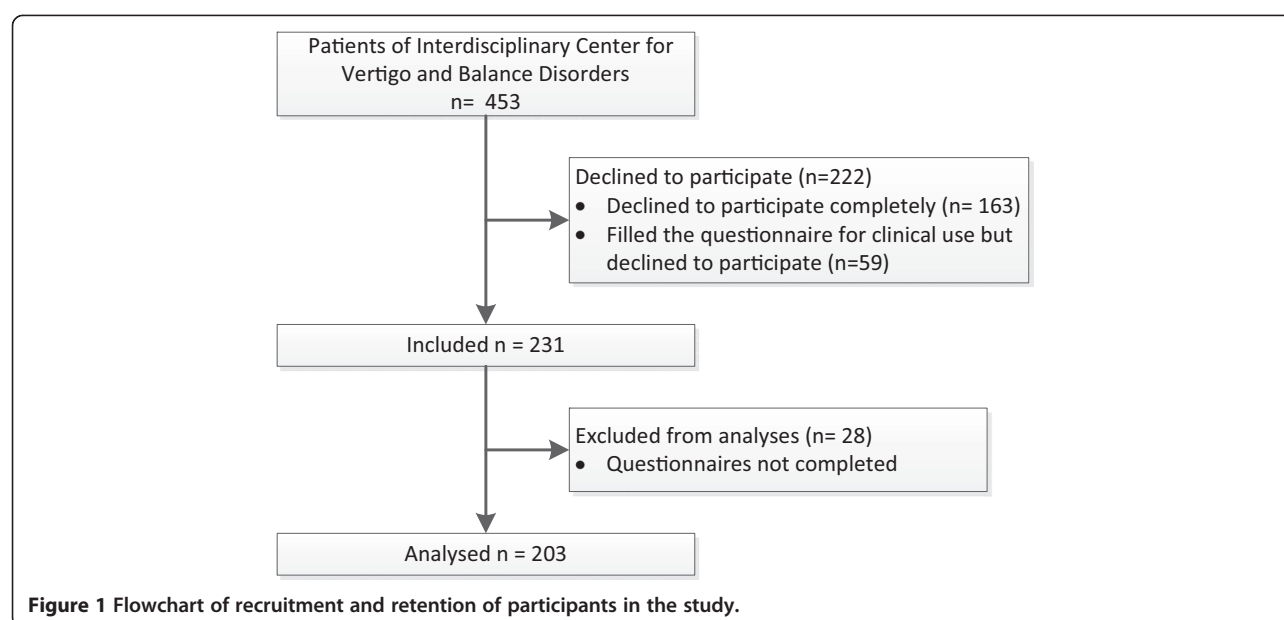 Patients of Interdisciplinary Center for
Vertigo and Balance Disorders
n= 453
Declined to participate (n=222)
• Declined to participate completely (n= 163)
• Filled the questionnaire for clinical use but
declined to participate (n=59)
Included n = 231
Excluded from analyses (n= 28)
• Questionnaires not completed
Analysed n = 203
Figure 1 Flowchart of recruitment and retention of participants in the study.